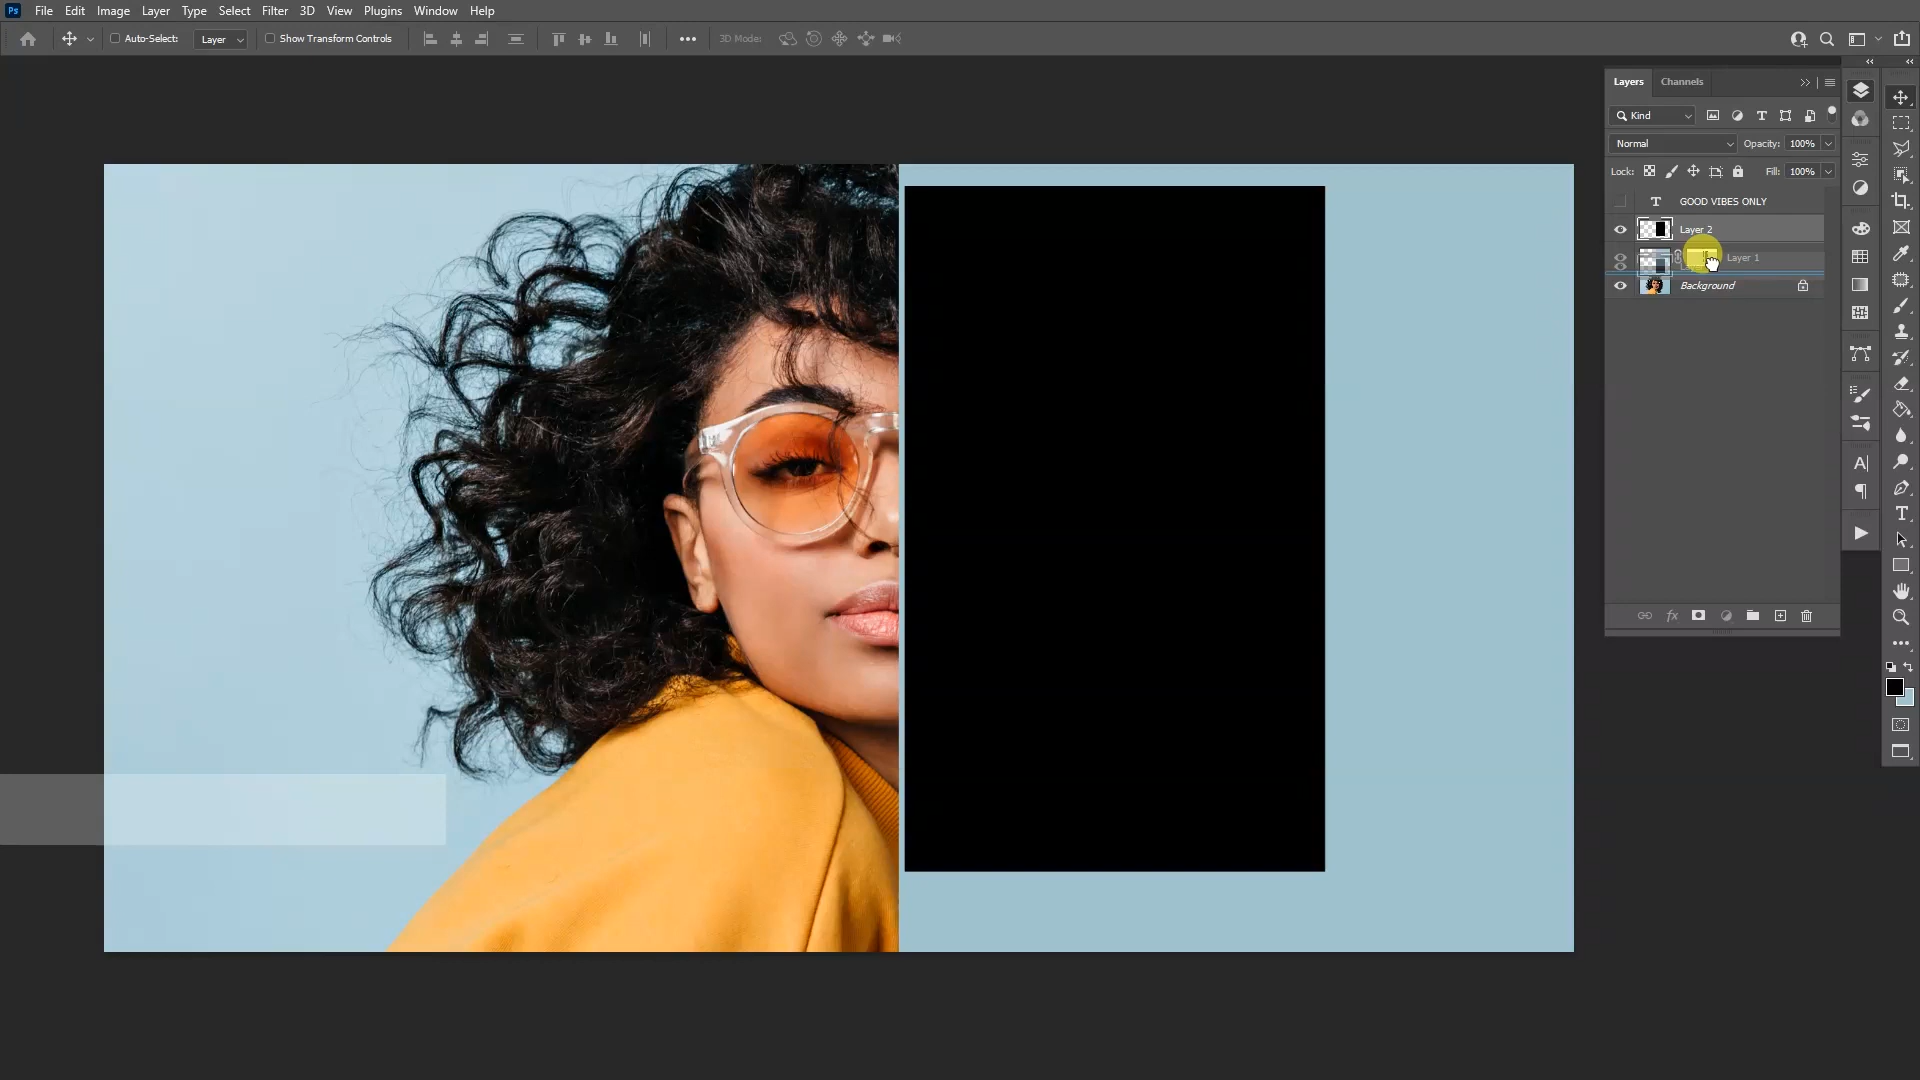 Ps File Edit Image Layer Type Select Filter 3D View Plugins Window Help
Auto-Select: Layer Show Transform Controls 3D Mode:
Layers Channels
Kind
Normal Opacity: 100%
Lock: Fill: 100%
T GOOD VIBES ONLY
Layer 2
Layer 1
Background